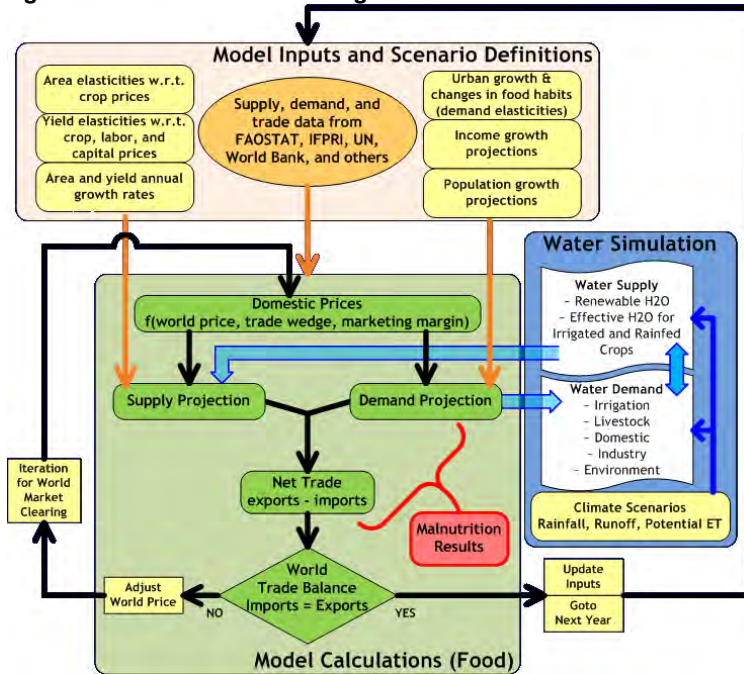 Model Inputs and Scenario Definitions
Area elasticities w.r.t.
crop prices
Yield elasticities w.r.t.
crop, labor, and
capital prices
Area and yield annual
growth rates
Supply, demand, and
trade data from
FAOSTAT, IFPRI, UN,
World Bank, and others
Urban growth &
changes in food habits
(demand elasticities)
Income growth
projections
Population growth
projections
Water Simulation
Water Supply
– Renewable H2O
– Effective H2O for
Irrigated and Rainfed
Crops
Water Demand
– Irrigation
– Livestock
– Domestic
– Industry
– Environment
Climate Scenarios
Rainfall, Runoff, Potential ET
Domestic Prices
f(world price, trade wedge, marketing margin)
Supply Projection
Demand Projection
Net Trade
exports – imports
Malnutrition
Results
World
Trade Balance
Imports = Exports
NO
YES
Adjust
World Price
Iteration
for World
Market
Clearing
Update
Inputs
Goto
Next Year
Model Calculations (Food)